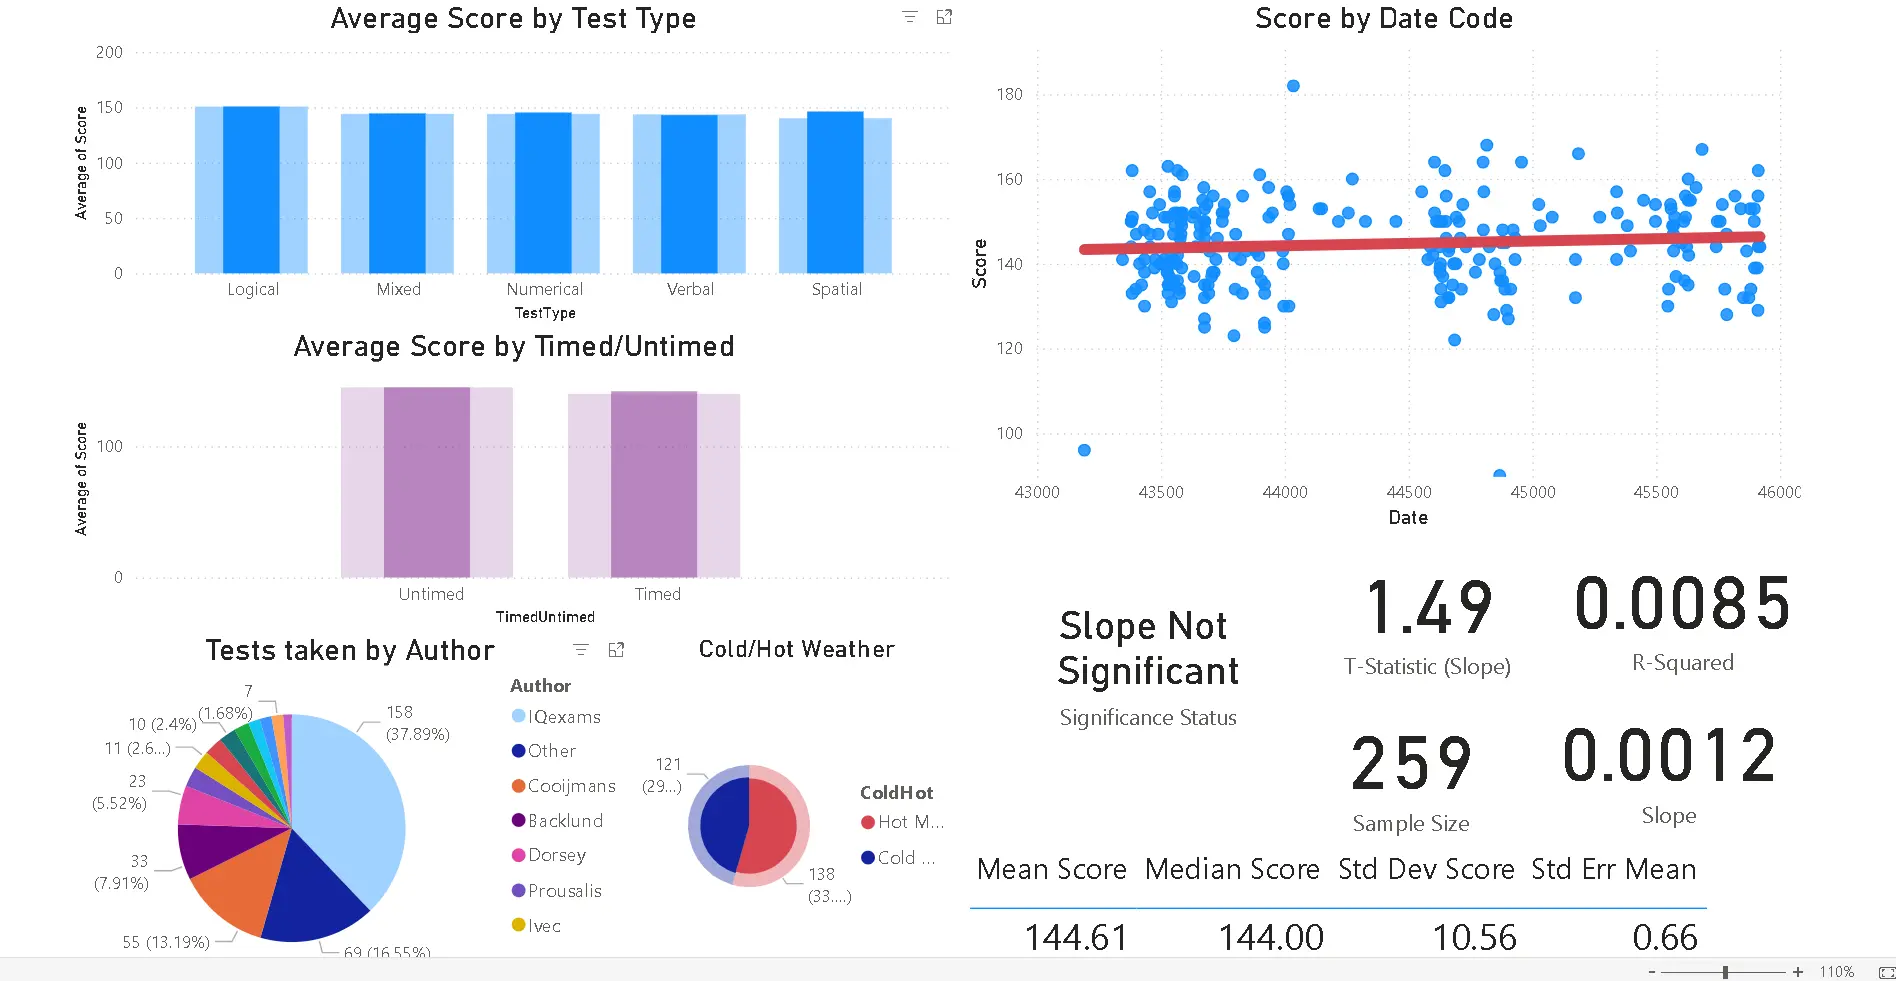 Average Score by Test Type
200
150
100
50
0
Average of Score
Logical
Mixed
Numerical
Verbal
Spatial
TestType
Average Score by Timed/Untimed
100
0
Average of Score
Untimed
Timed
TimedUntimed
Tests taken by Author
158
(37.89%)
69 (16.55%)
55 (13.19%)
33
(7.91%)
23
(5.52%)
11 (2.6...)
10 (2.4%)
7
(1.68%)
Author
IQexams
Other
Cooijmans
Backlund
Dorsey
Prousalis
Ivec
Cold/Hot Weather
121
(29...)
138
(33....)
ColdHot
Hot M...
Cold ...
Score by Date Code
180
160
140
120
100
Score
43000
43500
44000
44500
45000
45500
46000
Date
Slope Not
Significant
Significance Status
1.49
T-Statistic (Slope)
0.0085
R-Squared
259
Sample Size
0.0012
Slope
Mean Score Median Score Std Dev Score Std Err Mean
144.61 144.00 10.56 0.66
- + 110%